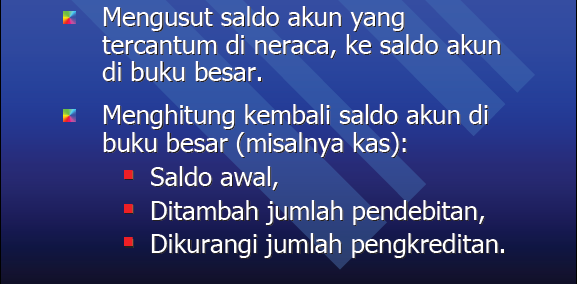 Mengusut saldo akun yang
tercantum di neraca, ke saldo akun
di buku besar.
Menghitung kembali saldo akun di
buku besar (misalnya kas):
Saldo awal,
Ditambah jumlah pendebitan,
Dikurangi jumlah pengkreditan.